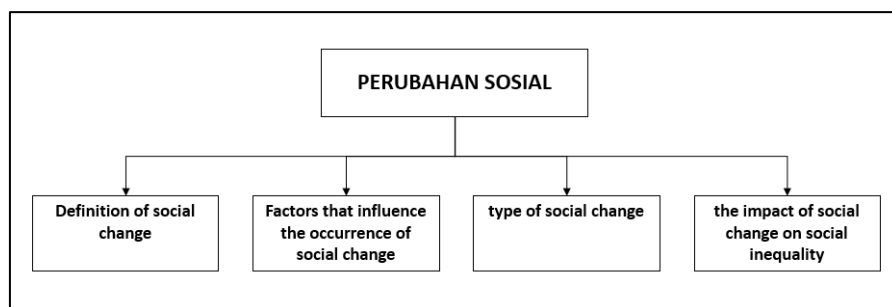 PERUBAHAN SOSIAL
Definition of social
change
Factors that influence
the occurrence of
social change
type of social change
the impact of social
change on social
inequality